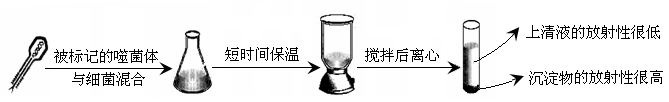 被标记的噬菌体
与细菌混合
短时间保温
搅拌后离心
上清液的放射性很低
沉淀物的放射性很高